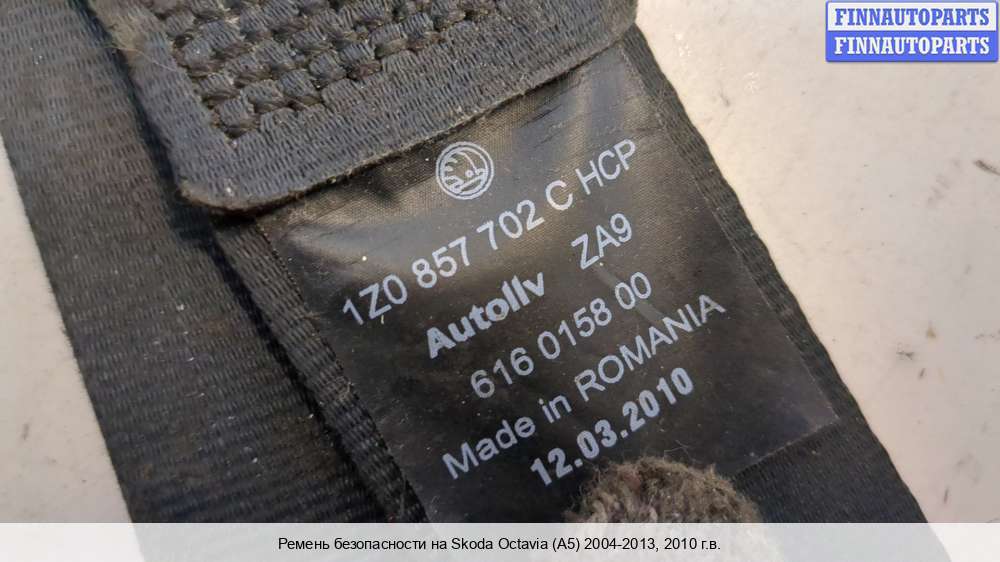 FINNAUTOPARTS
FINNAUTOPARTS
1Z0 857 702 C HCP
Autoliv ZA9
616 0158 00
Made in ROMANIA
12.03.2010
Ремень безопасности на Skoda Octavia (A5) 2004-2013, 2010 г.в.